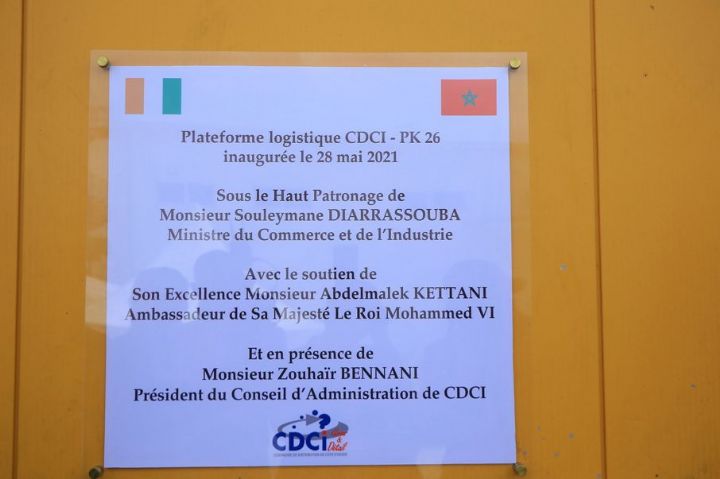 Plateforme logistique CDCI - PK 26
inaugurée le 28 mai 2021
Sous le Haut Patronage de
Monsieur Souleymane DIARRASSOUBA
Ministre du Commerce et de l'Industrie
Avec le soutien de
Son Excellence Monsieur Abdelmalek KETTANI
Ambassadeur de Sa Majesté Le Roi Mohammed VI
Et en présence de
Monsieur Zouhaïr BENNANI
Président du Conseil d'Administration de CDCI
CDCI
& Détail